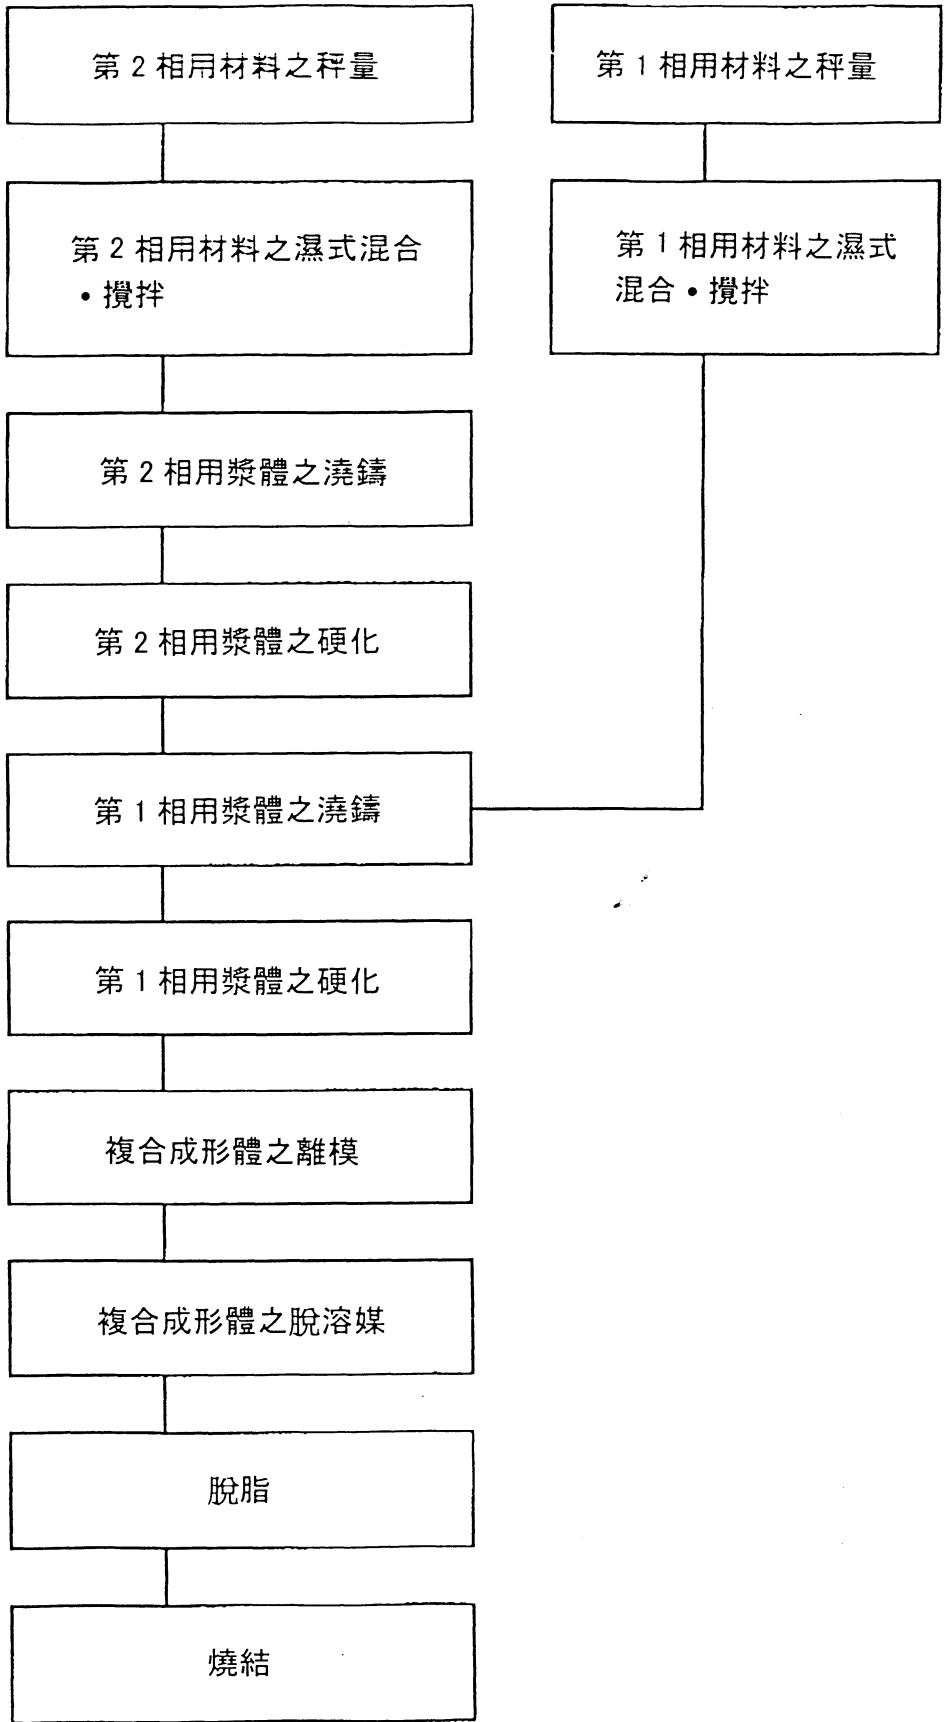 第2相用材料之秤量
第1相用材料之秤量
第2相用材料之濕式混合
•攪拌
第1相用材料之濕式
混合•攪拌
第2相用漿體之澆鑄
第2相用漿體之硬化
第1相用漿體之澆鑄
第1相用漿體之硬化
複合成形體之離模
複合成形體之脫溶媒
脫脂
燒結